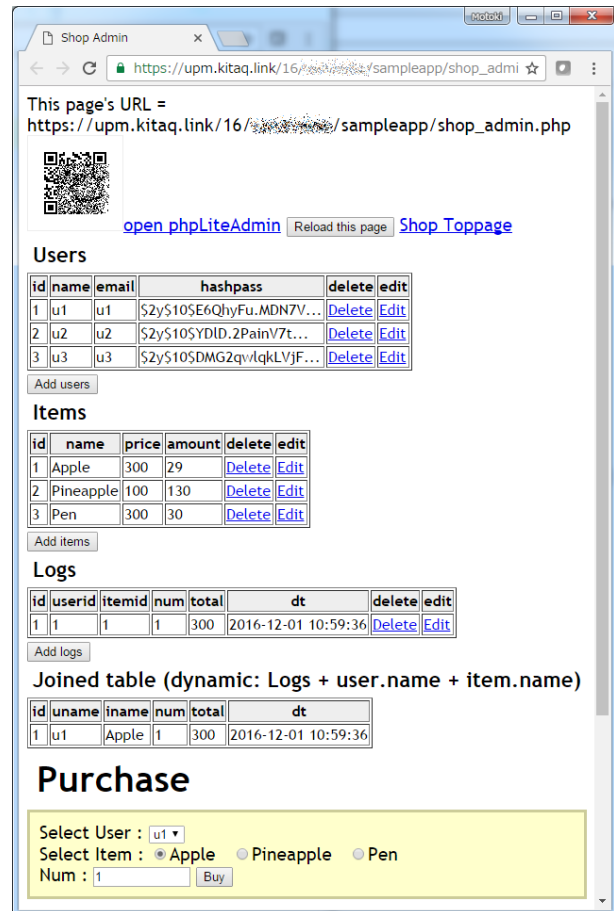 Motoki
Shop Admin
https://upm.kitaq.link/16/ /sampleapp/shop_admi
This page's URL =
https://upm.kitaq.link/16/ /sampleapp/shop_admin.php
open phpLiteAdmin Reload this page Shop Toppage
Users
id name email hashpass delete edit
1 u1 u1 $2y$10$E6QhyFu.MDN7V... Delete Edit
2 u2 u2 $2y$10$YDlD.2PainV7t... Delete Edit
3 u3 u3 $2y$10$DMG2qwlqkLVjF... Delete Edit
Add users
Items
id name price amount delete edit
1 Apple 300 29 Delete Edit
2 Pineapple 100 130 Delete Edit
3 Pen 300 30 Delete Edit
Add items
Logs
id userid itemid num total dt delete edit
1 1 1 1 300 2016-12-01 10:59:36 Delete Edit
Add logs
Joined table (dynamic: Logs + user.name + item.name)
id uname iname num total dt
1 u1 Apple 1 300 2016-12-01 10:59:36
Purchase
Select User : u1
Select Item : Apple Pineapple Pen
Num : 1 Buy